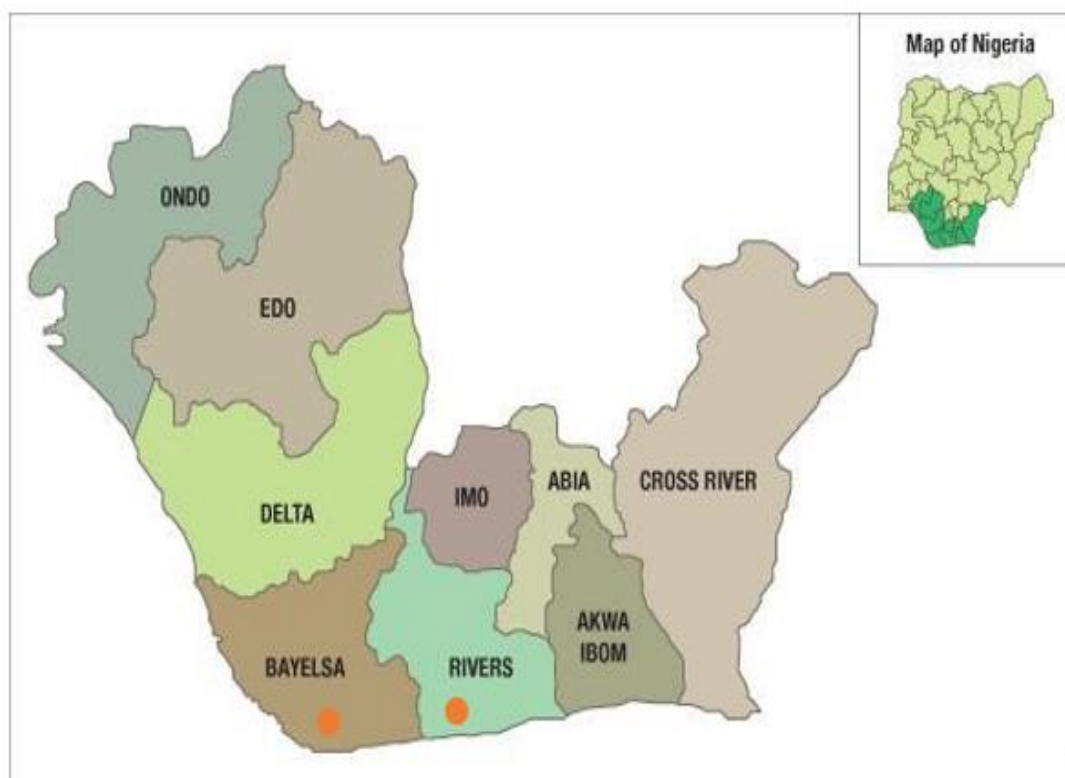 Map of Nigeria
ONDO
EDO
DELTA
IMO
ABIA
CROSS RIVER
AKWA
IBOM
BAYELSA
RIVERS